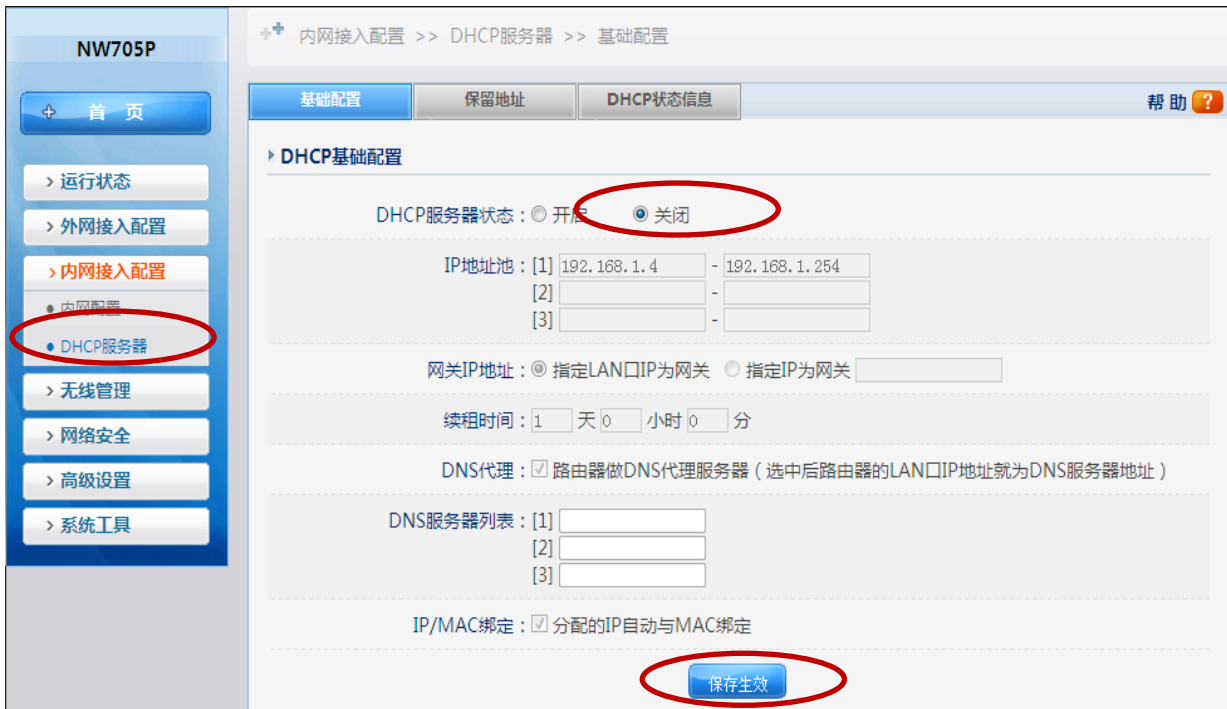 NW705P
首 页
运行状态
外网接入配置
内网接入配置
内网配置
DHCP服务器
无线管理
网络安全
高级设置
系统工具
内网接入配置 >> DHCP服务器 >> 基础配置
基础配置 保留地址 DHCP状态信息 帮助 ?
DHCP基础配置
DHCP服务器状态：开启 关闭
IP地址池：[1] 192.168.1.4 - 192.168.1.254
[2] -
[3] -
网关IP地址：指定LAN口IP为网关 指定IP为网关
续租时间：1 天 0 小时 0 分
DNS代理：路由器做DNS代理服务器（选中后路由器的LAN口IP地址就为DNS服务器地址）
DNS服务器列表：[1]
[2]
[3]
IP/MAC绑定：分配的IP自动与MAC绑定
保存生效